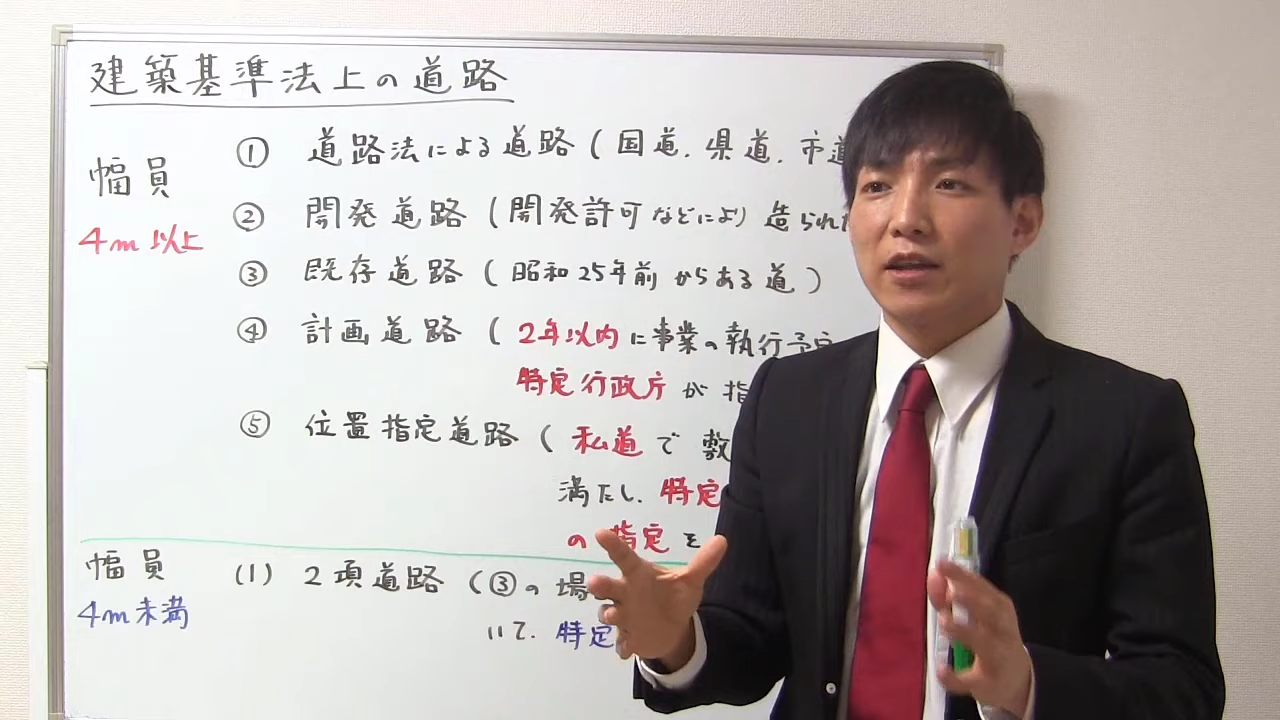 建築基準法上の道路
幅員
4m以上
① 道路法による道路(国道、県道、市道
② 開発道路(開発許可などにより造られた
③ 既存道路(昭和25年前からある道)
④ 計画道路(2年以内に事業の執行予定
特定行政庁が指
⑤ 位置指定道路(私道で敷
満たし、特定
の指定を
幅員
4m未満
(1) 2項道路(③の場
いて、特定